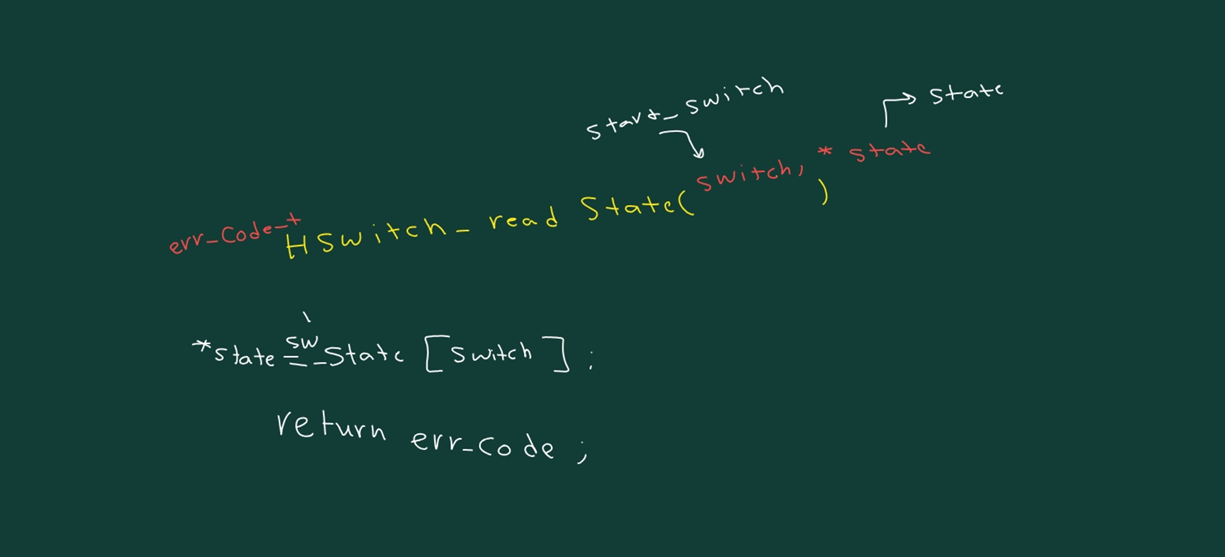 start_switch
state
switch, * state
err_Code_t HSwitch_read State( )
*state = sw_State [switch] ;
return err_code ;